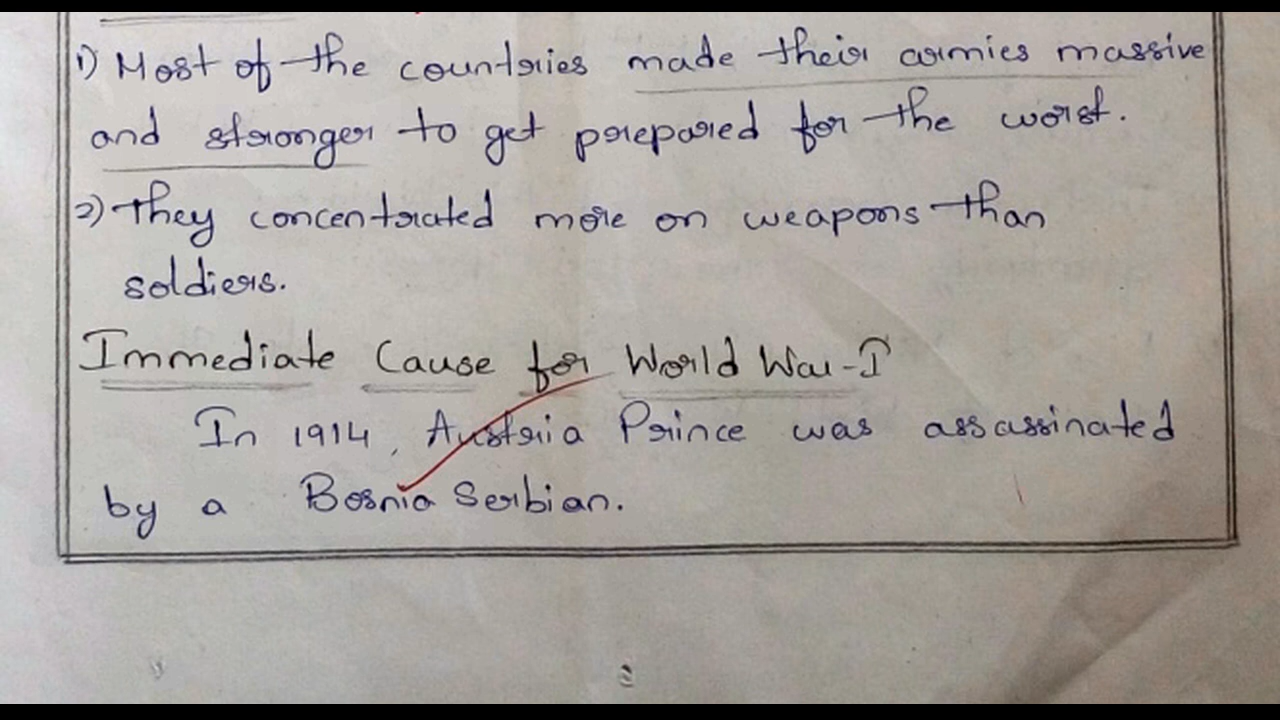 1) Most of the countries made their armies massive
and stronger to get prepared for the worst.
2) They concentrated more on weapons than
soldiers.
Immediate Cause for World War-I
In 1914, Austria Prince was assassinated
by a Bosnia Serbian.